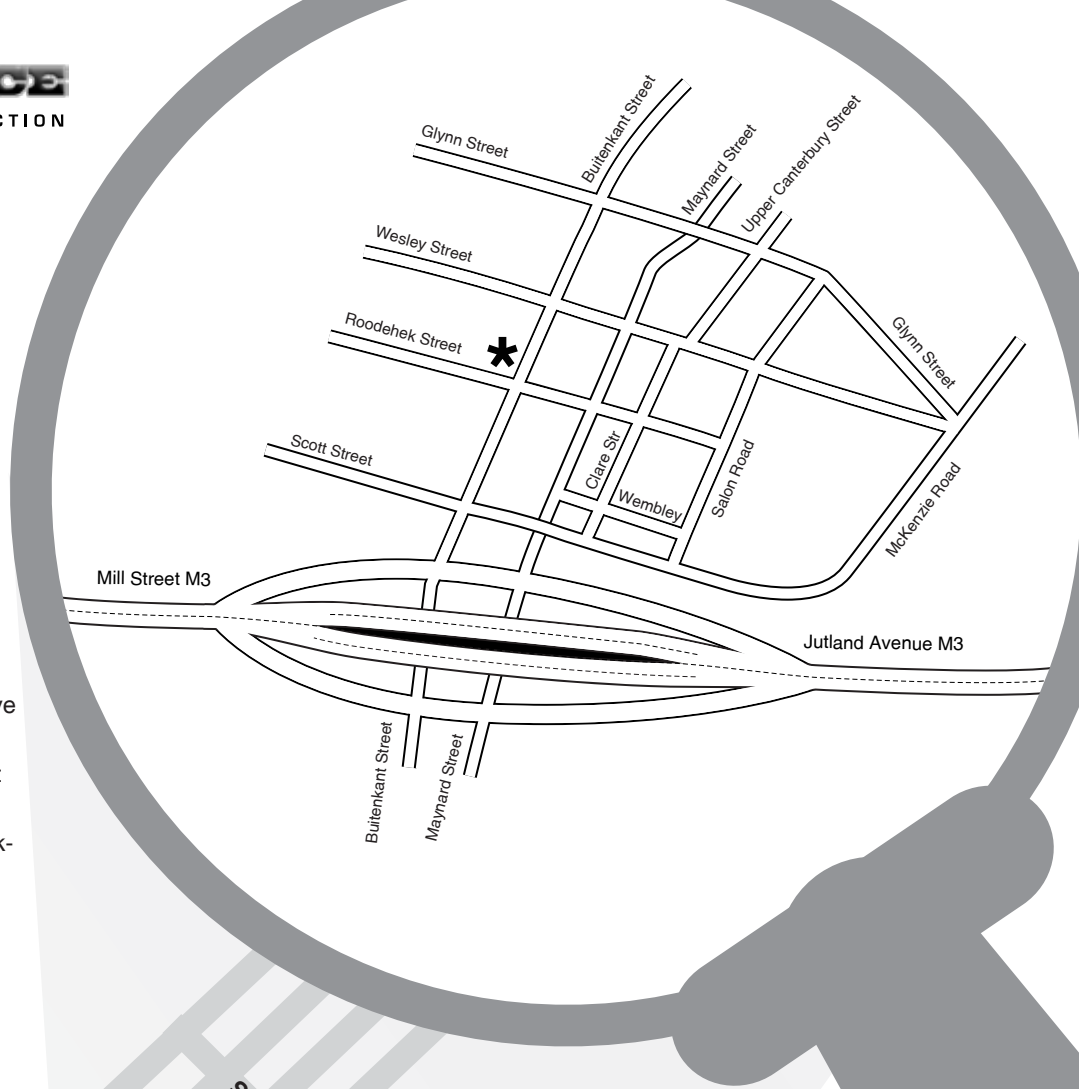 CTION
Buitenkant Street
Glynn Street
Maynard Street
Upper Canterbury Street
Wesley Street
Roodehek Street
*
Glynn Street
Scott Street
Clare Str
Wembley
Salon Road
McKenzie Road
Mill Street M3
Jutland Avenue M3
Buitenkant Street
Maynard Street